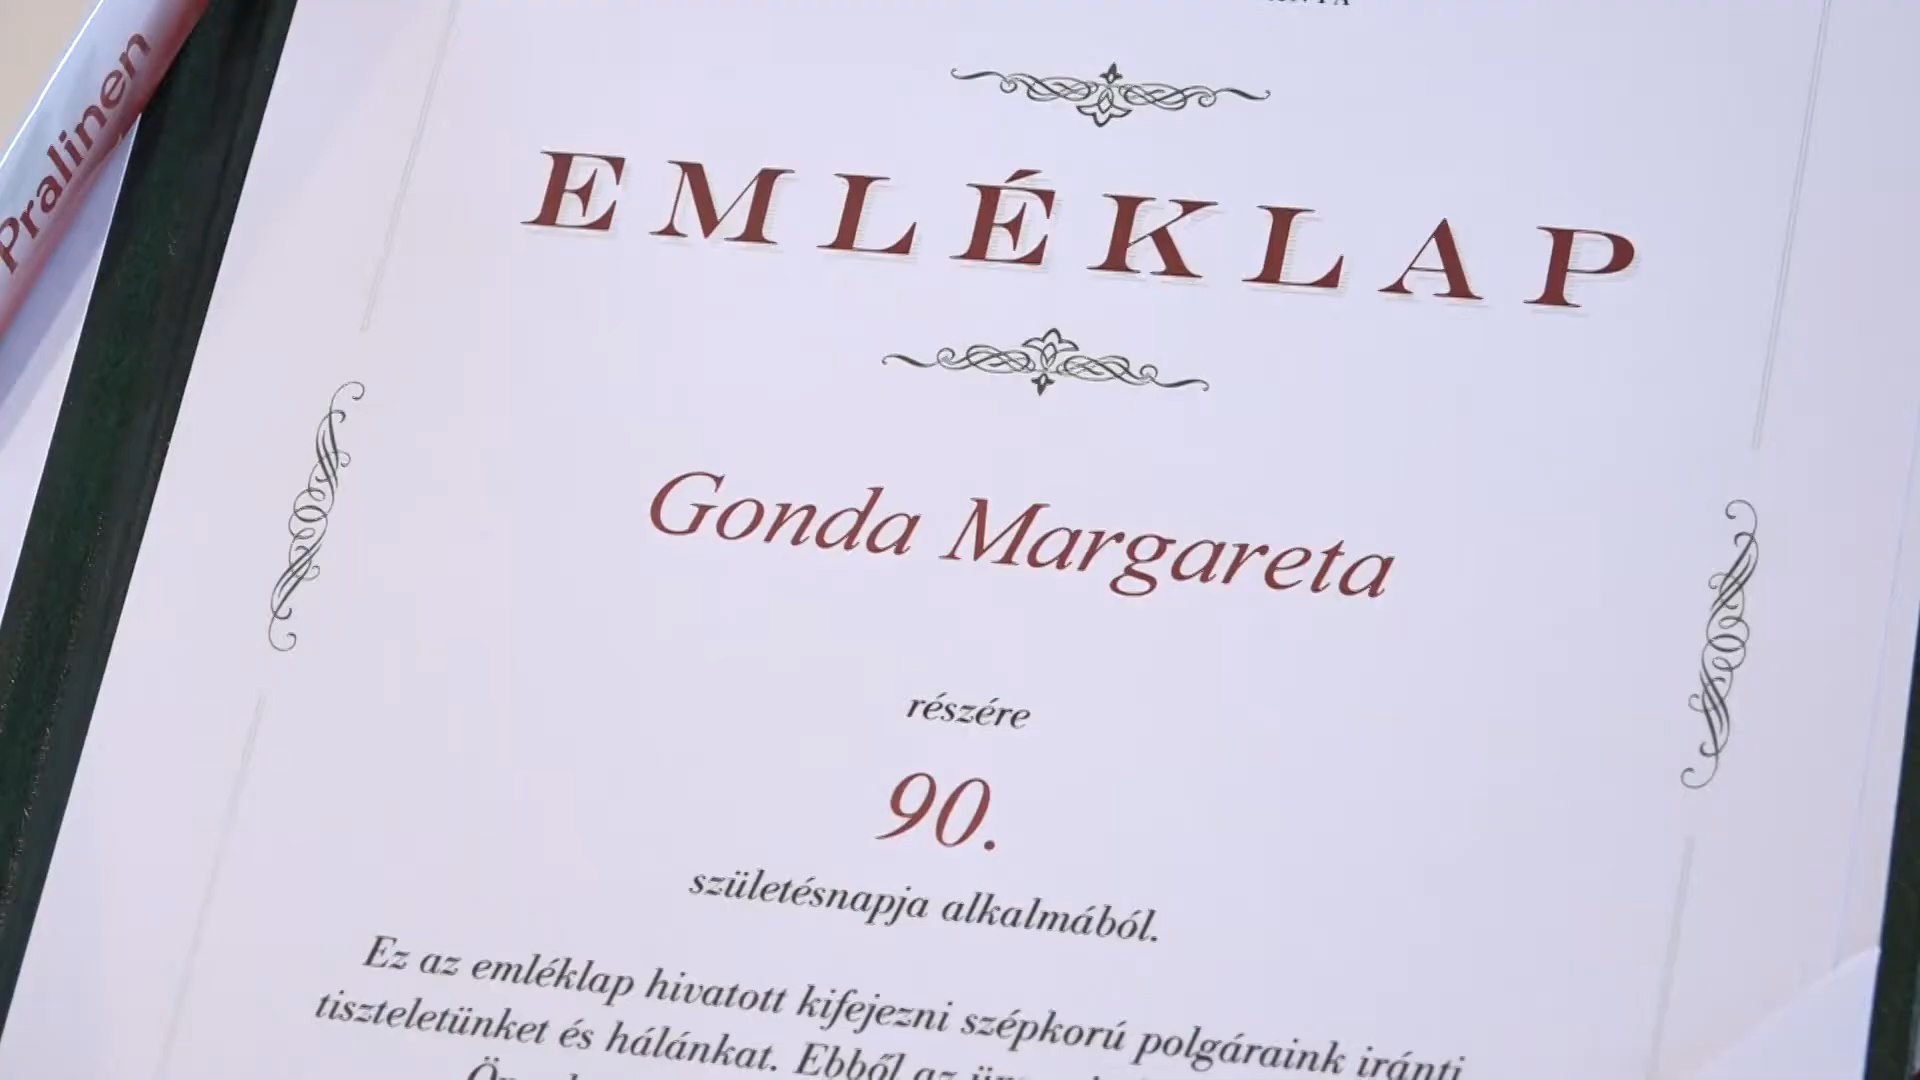 Pralinen
EMLÉKLAP
Gonda Margareta
részére
90.
születésnapja alkalmából.
Ez az emléklap hivatott kifejezni szépkorú polgáraink iránti
tiszteletünket és hálánkat. Ebből az